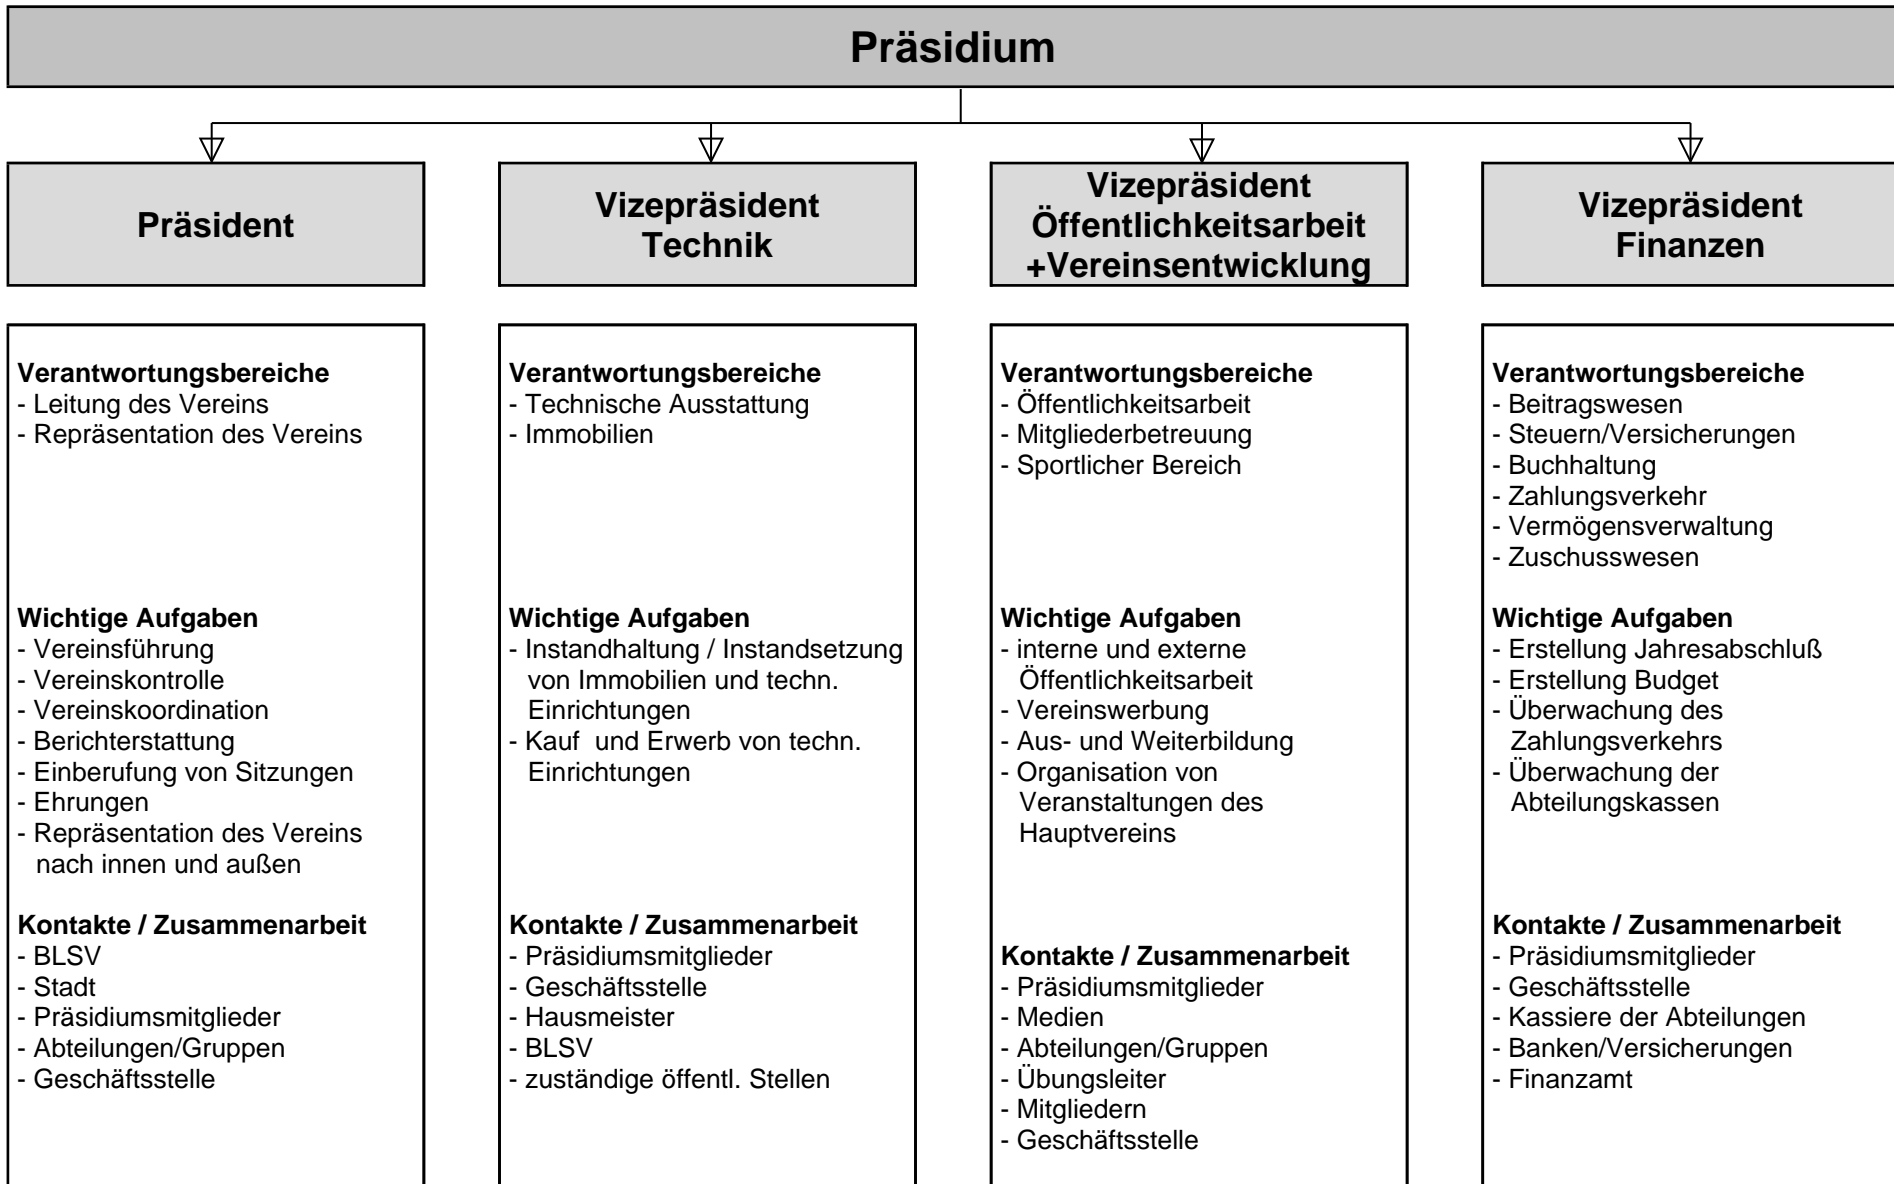 Präsidium
Präsident
Verantwortungsbereiche
- Leitung des Vereins
- Repräsentation des Vereins
Wichtige Aufgaben
- Vereinsführung
- Vereinskontrolle
- Vereinskoordination
- Berichterstattung
- Einberufung von Sitzungen
- Ehrungen
- Repräsentation des Vereins
nach innen und außen
Kontakte / Zusammenarbeit
- BLSV
- Stadt
- Präsidiumsmitglieder
- Abteilungen/Gruppen
- Geschäftsstelle
Vizepräsident
Technik
Verantwortungsbereiche
- Technische Ausstattung
- Immobilien
Wichtige Aufgaben
- Instandhaltung / Instandsetzung
von Immobilien und techn.
Einrichtungen
- Kauf  und Erwerb von techn.
Einrichtungen
Kontakte / Zusammenarbeit
- Präsidiumsmitglieder
- Geschäftsstelle
- Hausmeister
- BLSV
- zuständige öffentl. Stellen
Vizepräsident
Öffentlichkeitsarbeit
+Vereinsentwicklung
Verantwortungsbereiche
- Öffentlichkeitsarbeit
- Mitgliederbetreuung
- Sportlicher Bereich
Wichtige Aufgaben
- interne und externe
Öffentlichkeitsarbeit
- Vereinswerbung
- Aus- und Weiterbildung
- Organisation von
Veranstaltungen des
Hauptvereins
Kontakte / Zusammenarbeit
- Präsidiumsmitglieder
- Medien
- Abteilungen/Gruppen
- Übungsleiter
- Mitgliedern
- Geschäftsstelle
Vizepräsident
Finanzen
Verantwortungsbereiche
- Beitragswesen
- Steuern/Versicherungen
- Buchhaltung
- Zahlungsverkehr
- Vermögensverwaltung
- Zuschusswesen
Wichtige Aufgaben
- Erstellung Jahresabschluß
- Erstellung Budget
- Überwachung des
Zahlungsverkehrs
- Überwachung der
Abteilungskassen
Kontakte / Zusammenarbeit
- Präsidiumsmitglieder
- Geschäftsstelle
- Kassiere der Abteilungen
- Banken/Versicherungen
- Finanzamt